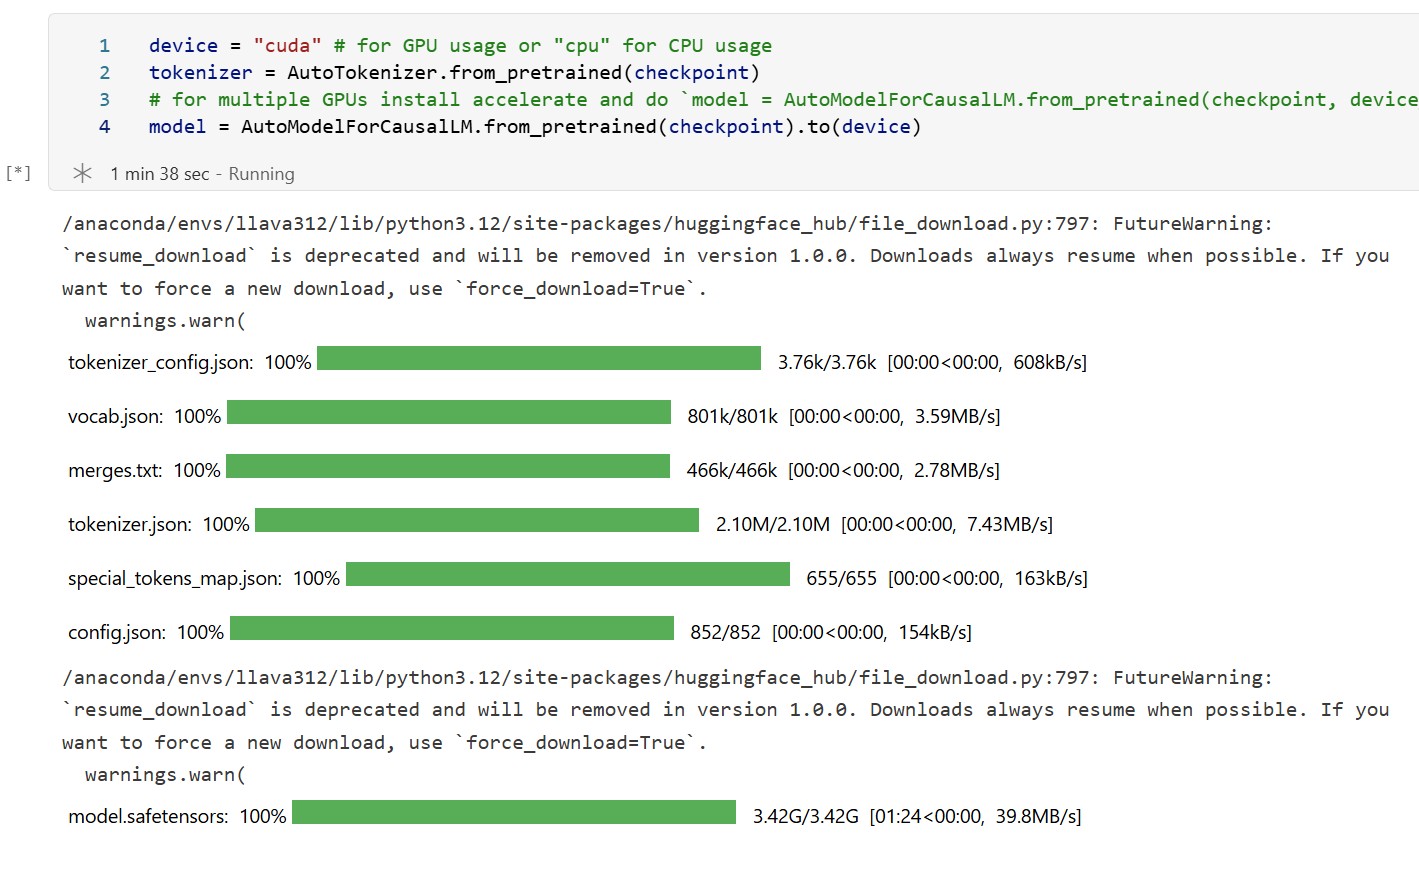 1 device = "cuda" # for GPU usage or "cpu" for CPU usage
2 tokenizer = AutoTokenizer.from_pretrained(checkpoint)
3 # for multiple GPUs install accelerate and do `model = AutoModelForCausalLM.from_pretrained(checkpoint, device
4 model = AutoModelForCausalLM.from_pretrained(checkpoint).to(device)
[*] 1 min 38 sec - Running
/anaconda/envs/llava312/lib/python3.12/site-packages/huggingface_hub/file_download.py:797: FutureWarning:
`resume_download` is deprecated and will be removed in version 1.0.0. Downloads always resume when possible. If you
want to force a new download, use `force_download=True`.
warnings.warn(
tokenizer_config.json: 100% 3.76k/3.76k [00:00<00:00, 608kB/s]
vocab.json: 100% 801k/801k [00:00<00:00, 3.59MB/s]
merges.txt: 100% 466k/466k [00:00<00:00, 2.78MB/s]
tokenizer.json: 100% 2.10M/2.10M [00:00<00:00, 7.43MB/s]
special_tokens_map.json: 100% 655/655 [00:00<00:00, 163kB/s]
config.json: 100% 852/852 [00:00<00:00, 154kB/s]
/anaconda/envs/llava312/lib/python3.12/site-packages/huggingface_hub/file_download.py:797: FutureWarning:
`resume_download` is deprecated and will be removed in version 1.0.0. Downloads always resume when possible. If you
want to force a new download, use `force_download=True`.
warnings.warn(
model.safetensors: 100% 3.42G/3.42G [01:24<00:00, 39.8MB/s]